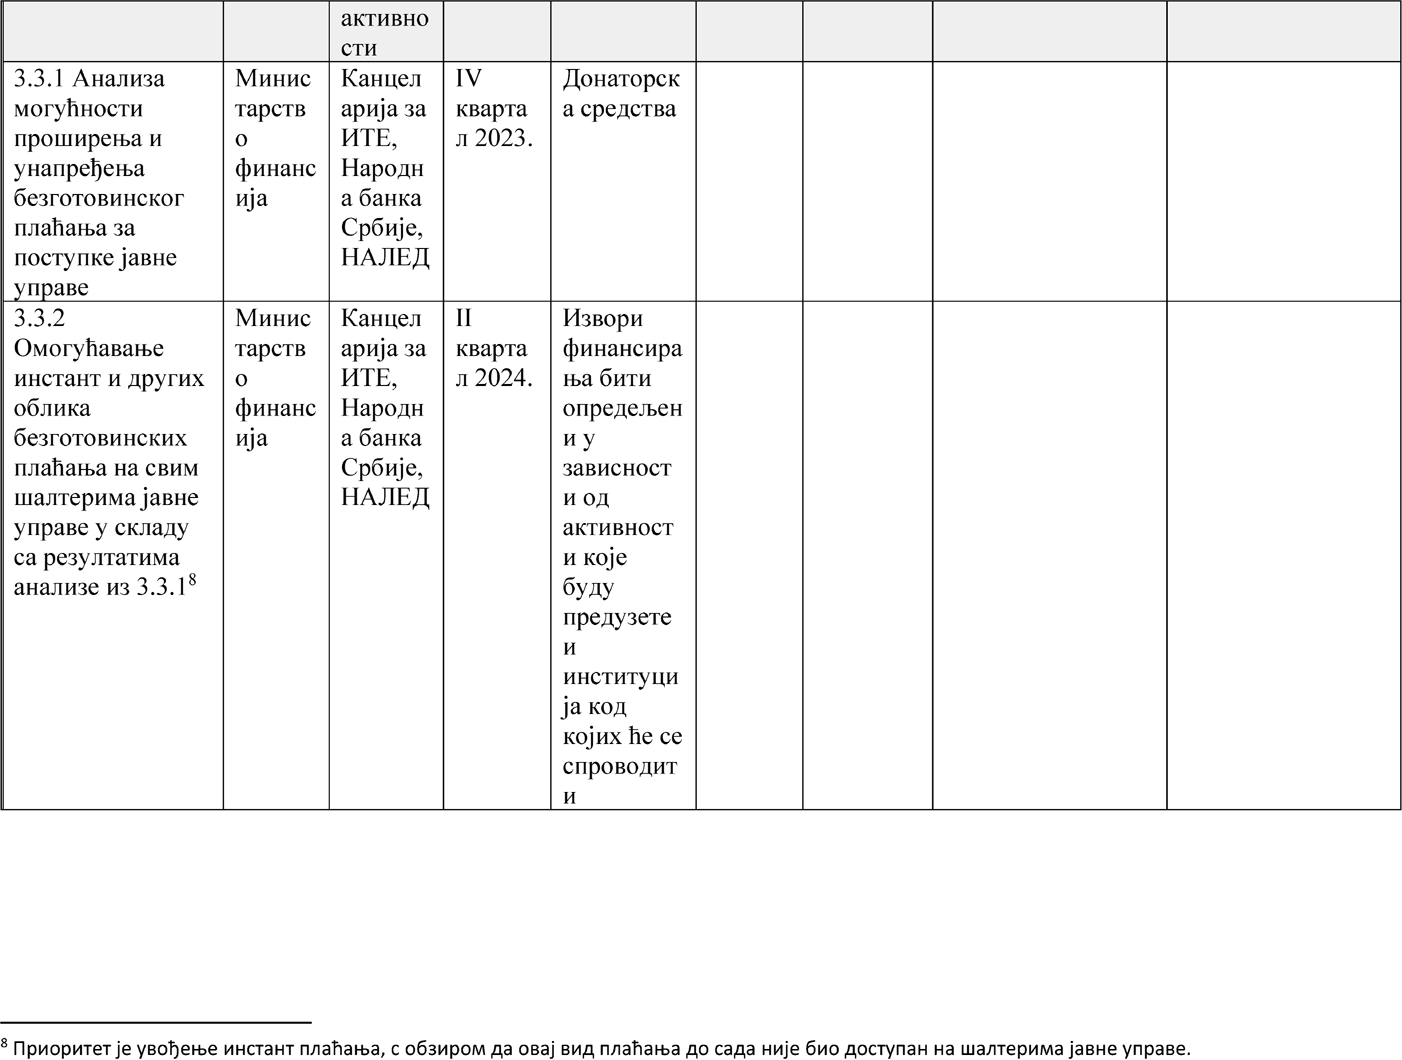 активно
сти
3.3.1 Анализа
могућности
проширења и
унапређења
безготовинског
плаћања за
поступке јавне
управе
Минис
тарств
о
финанс
ија
Канцел
арија за
ИТЕ,
Народн
а банка
Србије,
НАЛЕД
IV
кварта
л 2023.
Донаторск
а средства
3.3.2
Омогућавање
инстант и других
облика
безготовинских
плаћања на свим
шалтерима јавне
управе у складу
са резултатима
анализе из 3.3.1⁸
Минис
тарств
о
финанс
ија
Канцел
арија за
ИТЕ,
Народн
а банка
Србије,
НАЛЕД
II
кварта
л 2024.
Извори
финансира
ња бити
опредељен
и у
зависност
и од
активност
и које
буду
предузете
и
институци
ја код
којих ће се
спроводит
и
⁸ Приоритет је увођење инстант плаћања, с обзиром да овај вид плаћања до сада није био доступан на шалтерима јавне управе.